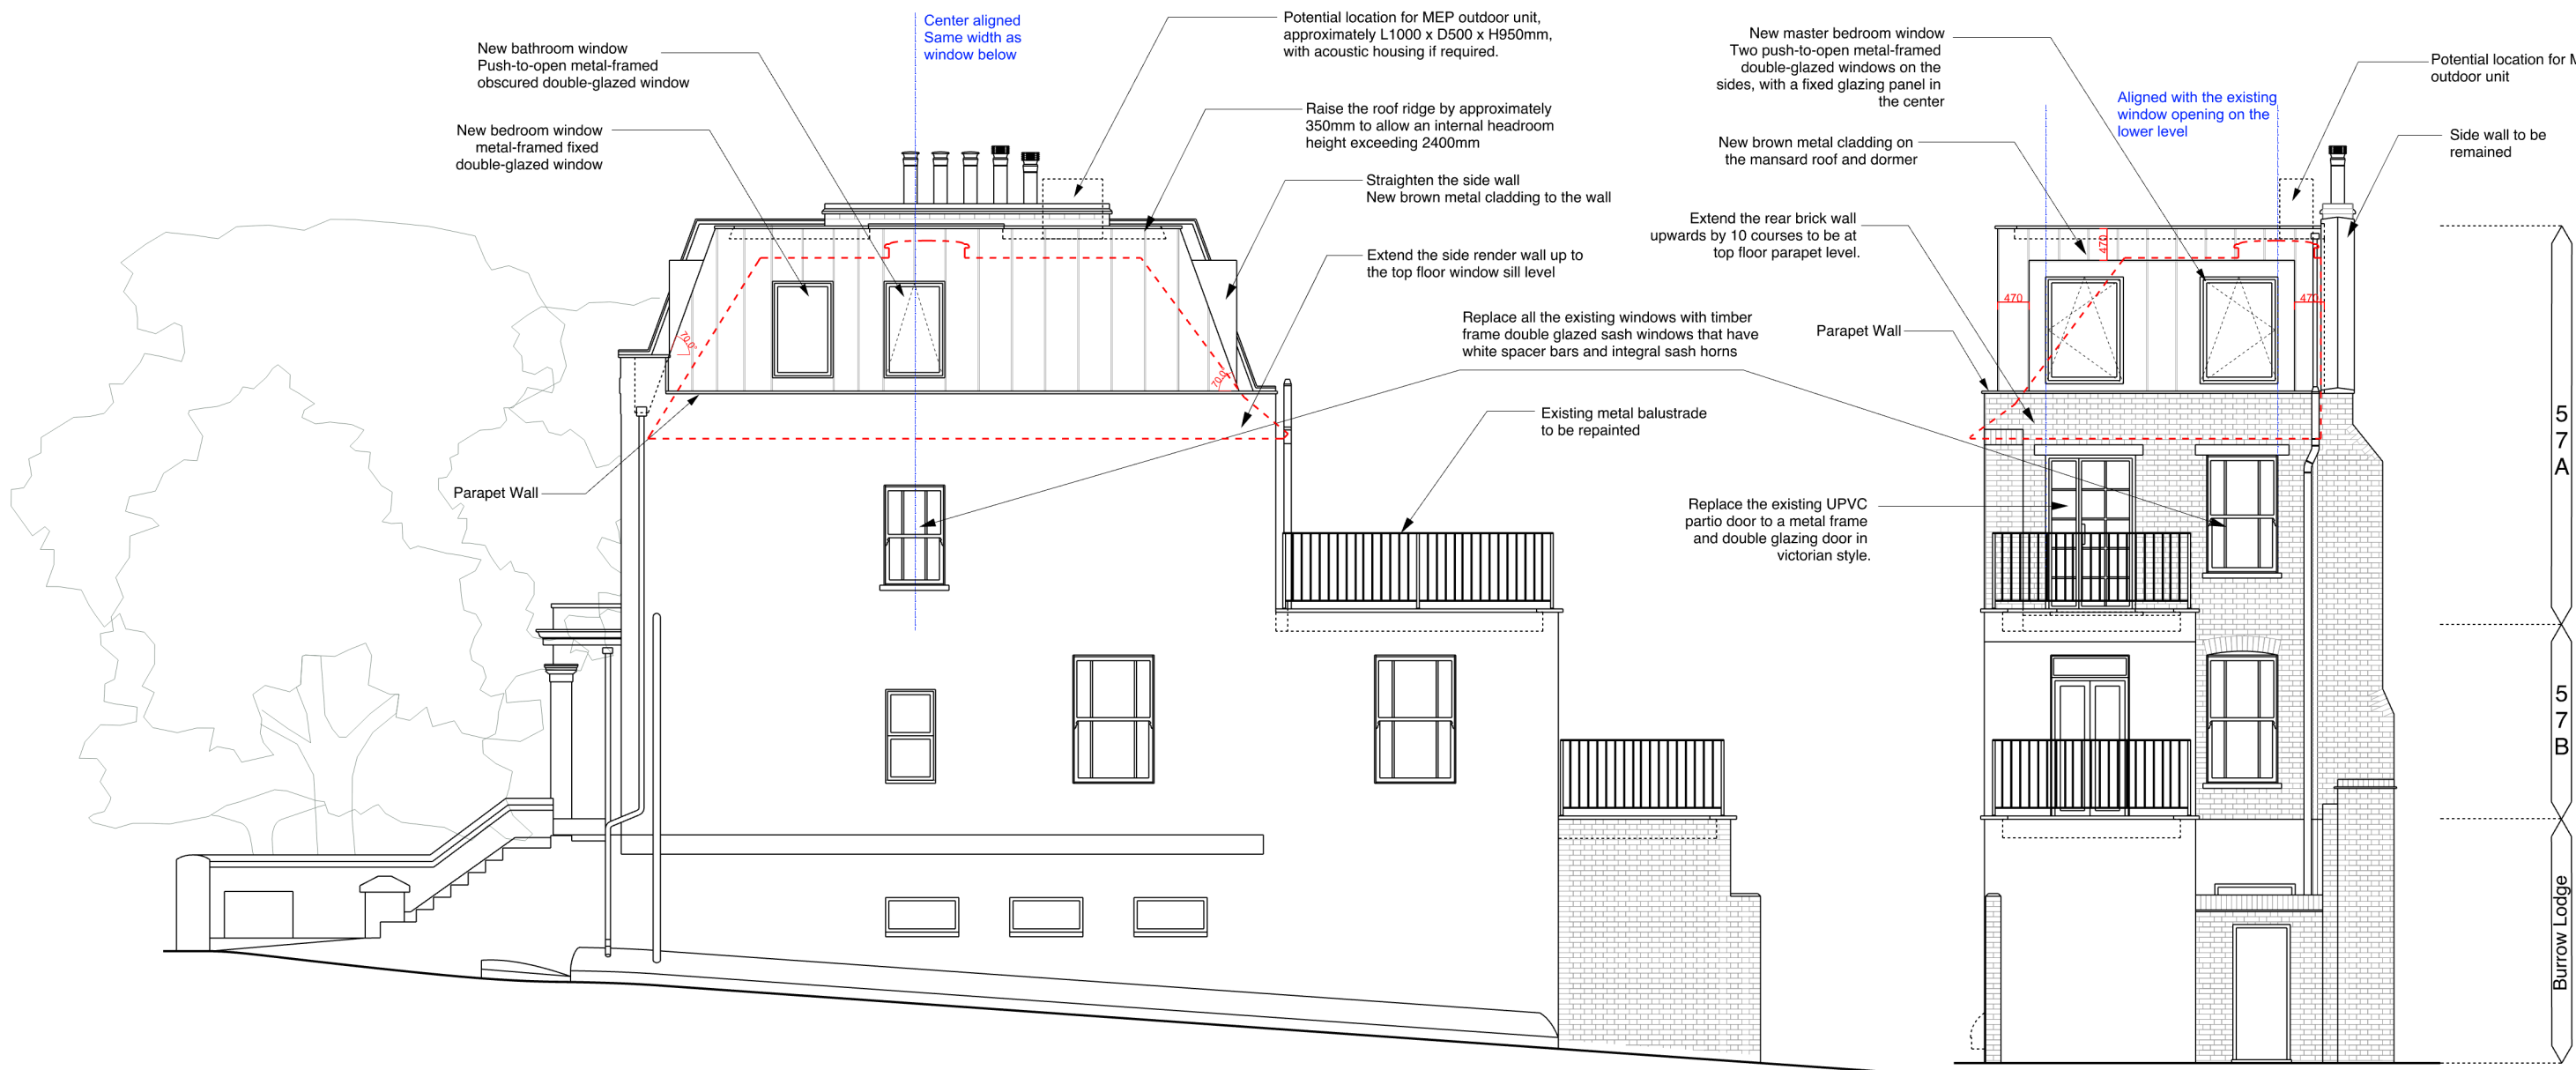 Center aligned
Same width as
window below
New bathroom window
Push-to-open metal-framed
obscured double-glazed window
New bedroom window
metal-framed fixed
double-glazed window
Potential location for MEP outdoor unit,
approximately L1000 x D500 x H950mm,
with acoustic housing if required.
Raise the roof ridge by approximately
350mm to allow an internal headroom
height exceeding 2400mm
Straighten the side wall
New brown metal cladding to the wall
Extend the side render wall up to
the top floor window sill level
Replace all the existing windows with timber
frame double glazed sash windows that have
white spacer bars and integral sash horns
Existing metal balustrade
to be repainted
Parapet Wall
70.0°
70.0°
New master bedroom window
Two push-to-open metal-framed
double-glazed windows on the
sides, with a fixed glazing panel in
the center
Aligned with the existing
window opening on the
lower level
Potential location for M
outdoor unit
Side wall to be
remained
New brown metal cladding on
the mansard roof and dormer
Extend the rear brick wall
upwards by 10 courses to be at
top floor parapet level.
Parapet Wall
470
470
470
Replace the existing UPVC
partio door to a metal frame
and double glazing door in
victorian style.
57A
57B
Burrow Lodge